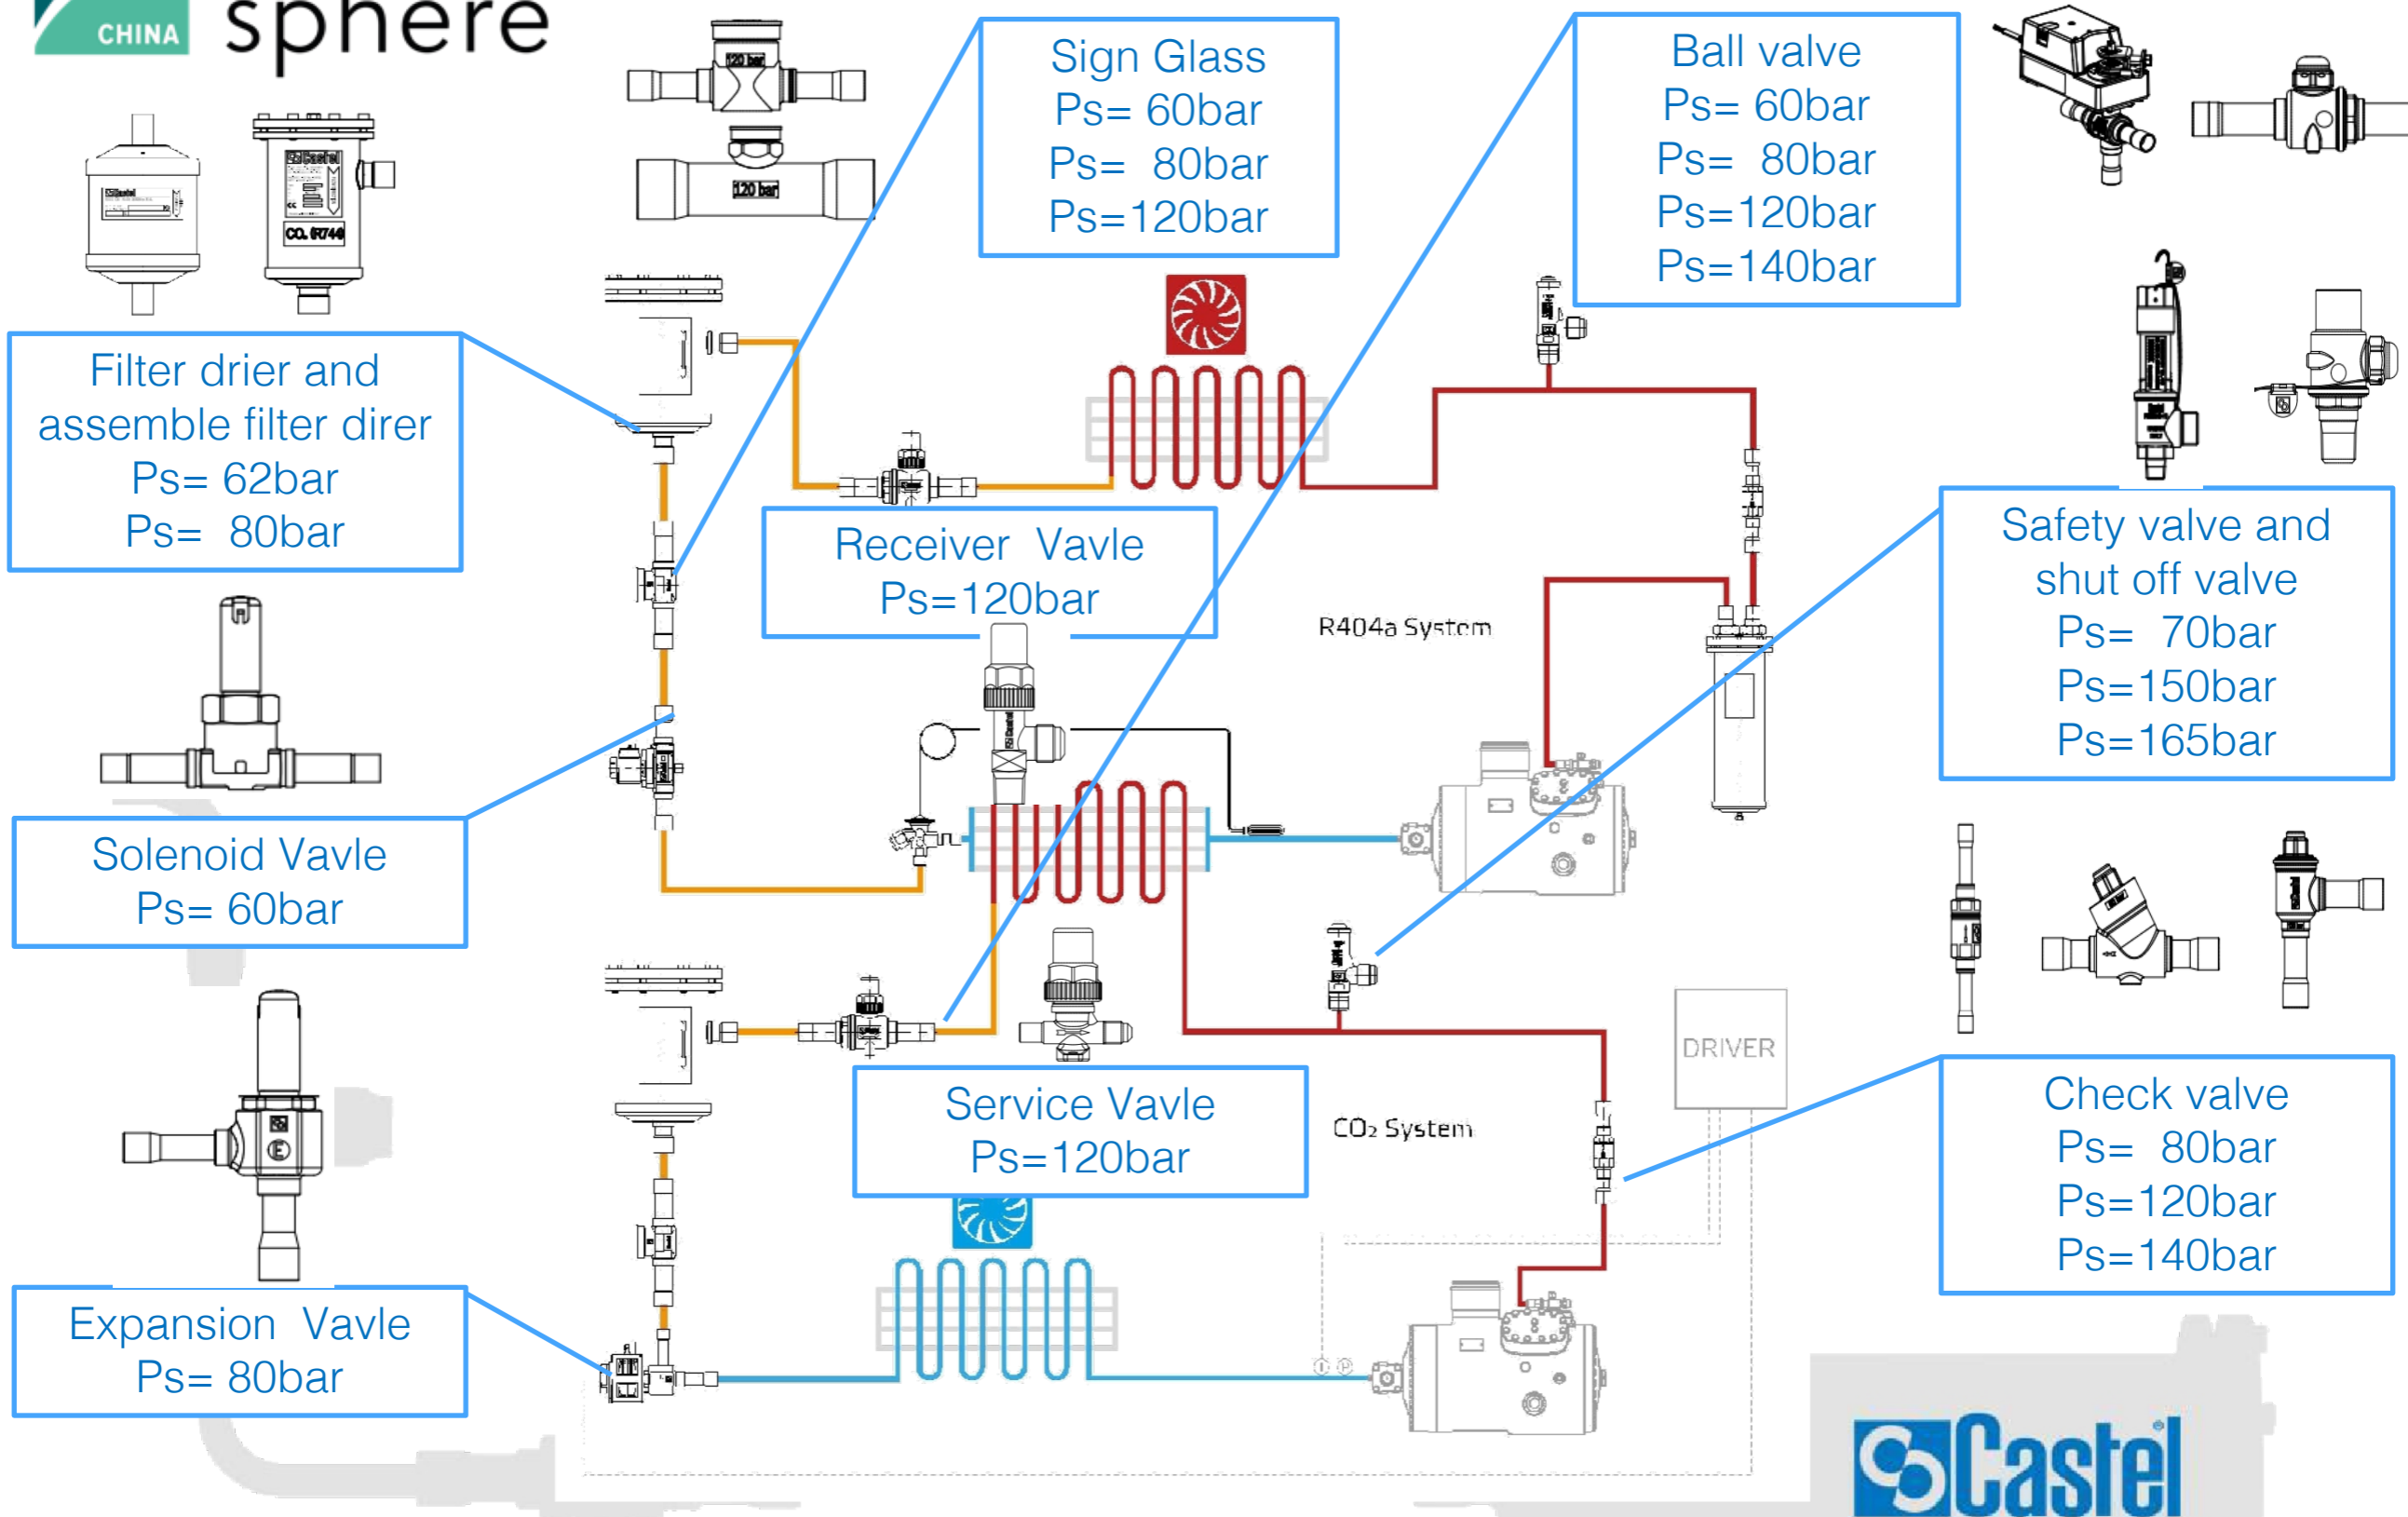 CHINA
sphere
120 bar
120 bar
Castel
Castel
CO₂ (R744)
Sign Glass
Ps= 60bar
Ps= 80bar
Ps=120bar
Ball valve
Ps= 60bar
Ps= 80bar
Ps=120bar
Ps=140bar
Filter drier and
assemble filter direr
Ps= 62bar
Ps= 80bar
Receiver Vavle
Ps=120bar
R404a System
Safety valve and
shut off valve
Ps= 70bar
Ps=150bar
Ps=165bar
Solenoid Vavle
Ps= 60bar
DRIVER
Service Vavle
Ps=120bar
CO₂ System
Check valve
Ps= 80bar
Ps=120bar
Ps=140bar
E
Expansion Vavle
Ps= 80bar
Castel